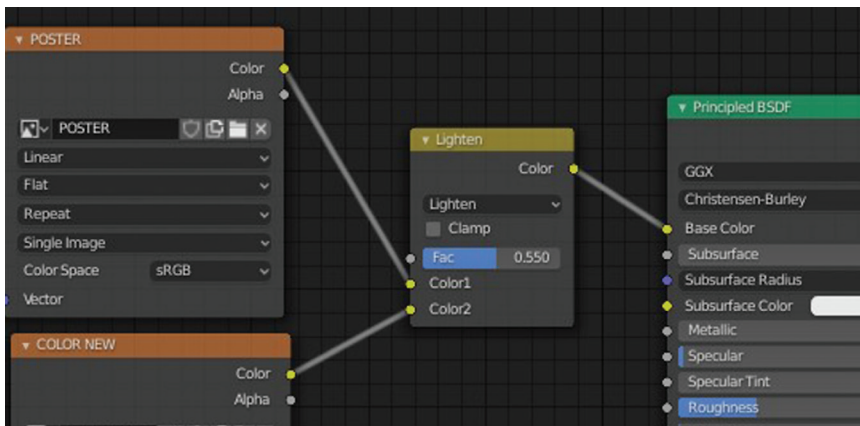 POSTER
Color
Alpha
POSTER
Linear
Flat
Repeat
Single Image
Color Space sRGB
Vector
COLOR NEW
Color
Alpha
Lighten
Color
Lighten
Clamp
Fac 0.550
Color1
Color2
Principled BSDF
GGX
Christensen-Burley
Base Color
Subsurface
Subsurface Radius
Subsurface Color
Metallic
Specular
Specular Tint
Roughness